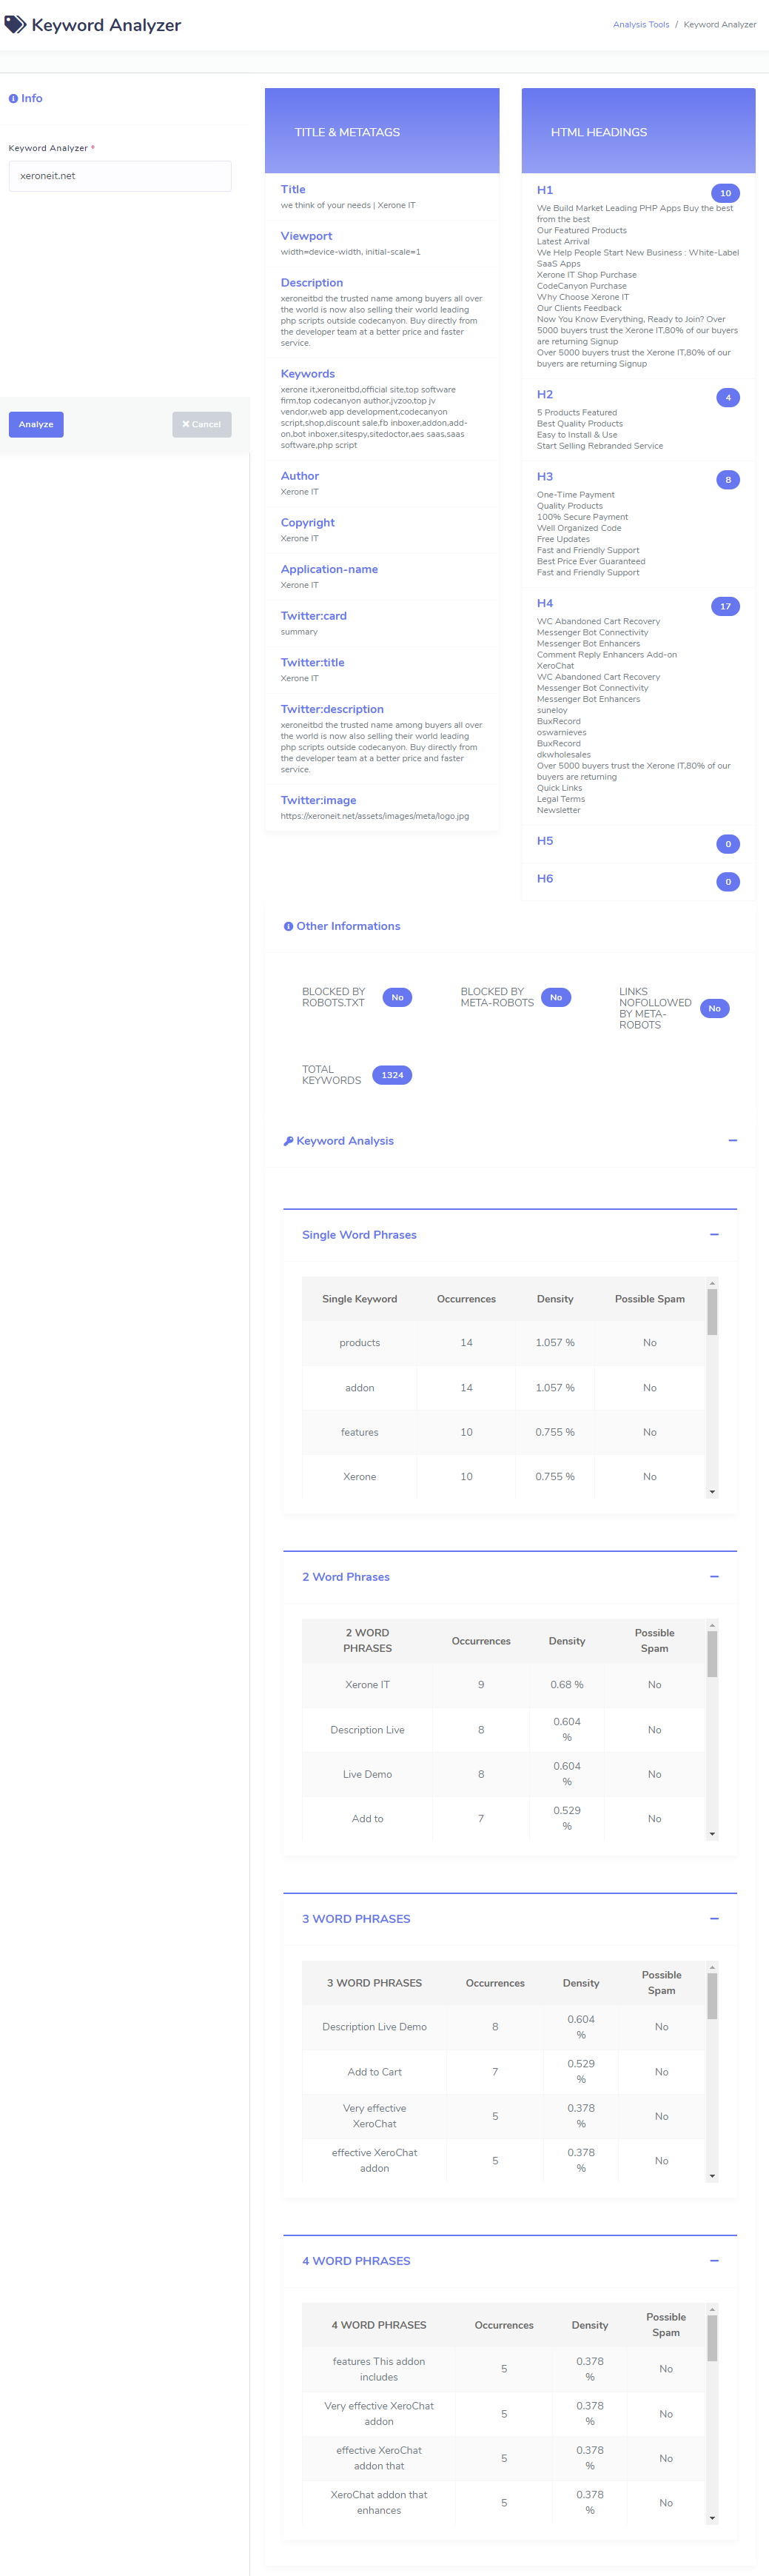 Keyword Analyzer
Analysis Tools / Keyword Analyzer
Info
Keyword Analyzer *
xeroneit.net
Analyze
Cancel
TITLE & METATAGS
Title
we think of your needs | Xerone IT
Viewport
width=device-width, initial-scale=1
Description
xeroneitbd the trusted name among buyers all over
the world is now also selling their world leading
php scripts outside codecanyon. Buy directly from
the developer team at a better price and faster
service.
Keywords
xerone it,xeroneitbd,official site,top software
firm,top codecanyon author,jvzoo,top jv
vendor,web app development,codecanyon
script,shop,discount sale,fb inboxer,addon,add-
on,bot inboxer,sitespy,sitedoctor,aes saas,saas
software,php script
Author
Xerone IT
Copyright
Xerone IT
Application-name
Xerone IT
Twitter:card
summary
Twitter:title
Xerone IT
Twitter:description
xeroneitbd the trusted name among buyers all over
the world is now also selling their world leading
php scripts outside codecanyon. Buy directly from
the developer team at a better price and faster
service.
Twitter:image
https://xeroneit.net/assets/images/meta/logo.jpg
HTML HEADINGS
H1 10
We Build Market Leading PHP Apps Buy the best
from the best
Our Featured Products
Latest Arrival
We Help People Start New Business : White-Label
SaaS Apps
Xerone IT Shop Purchase
CodeCanyon Purchase
Why Choose Xerone IT
Our Clients Feedback
Now You Know Everything, Ready to Join? Over
5000 buyers trust the Xerone IT,80% of our buyers
are returning Signup
Over 5000 buyers trust the Xerone IT,80% of our
buyers are returning Signup
H2 4
5 Products Featured
Best Quality Products
Easy to Install & Use
Start Selling Rebranded Service
H3 8
One-Time Payment
Quality Products
100% Secure Payment
Well Organized Code
Free Updates
Fast and Friendly Support
Best Price Ever Guaranteed
Fast and Friendly Support
H4 17
WC Abandoned Cart Recovery
Messenger Bot Connectivity
Messenger Bot Enhancers
Comment Reply Enhancers Add-on
XeroChat
WC Abandoned Cart Recovery
Messenger Bot Connectivity
Messenger Bot Enhancers
suneloy
BuxRecord
oswarnieves
BuxRecord
dkwholesales
Over 5000 buyers trust the Xerone IT,80% of our
buyers are returning
Quick Links
Legal Terms
Newsletter
H5 0
H6 0
Other Informations
BLOCKED BY
ROBOTS.TXT
No
BLOCKED BY
META-ROBOTS
No
LINKS
NOFOLLOWED
BY META-
ROBOTS
No
TOTAL
KEYWORDS
1324
Keyword Analysis
Single Word Phrases
Single Keyword Occurrences Density Possible Spam
products 14 1.057 % No
addon 14 1.057 % No
features 10 0.755 % No
Xerone 10 0.755 % No
2 Word Phrases
2 WORD
PHRASES
Occurrences Density
Possible
Spam
Xerone IT 9 0.68 % No
Description Live 8
0.604
%
No
Live Demo 8
0.604
%
No
Add to 7
0.529
%
No
3 WORD PHRASES
3 WORD PHRASES Occurrences Density
Possible
Spam
Description Live Demo 8
0.604
%
No
Add to Cart 7
0.529
%
No
Very effective
XeroChat
5
0.378
%
No
effective XeroChat
addon
5
0.378
%
No
4 WORD PHRASES
4 WORD PHRASES Occurrences Density
Possible
Spam
features This addon
includes
5
0.378
%
No
Very effective XeroChat
addon
5
0.378
%
No
effective XeroChat
addon that
5
0.378
%
No
XeroChat addon that
enhances
5
0.378
%
No